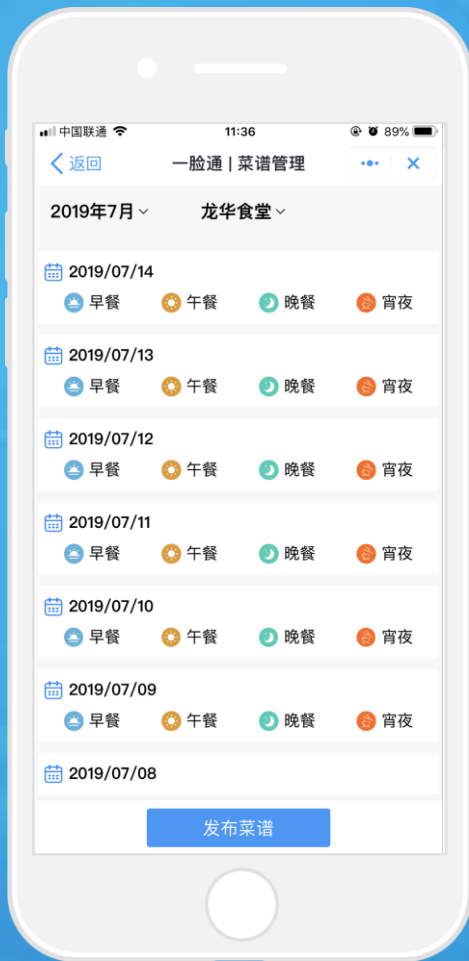 中国联通 11:36 89%
返回 一脸通 | 菜谱管理
2019年7月 龙华食堂
2019/07/14
早餐 午餐 晚餐 宵夜
2019/07/13
早餐 午餐 晚餐 宵夜
2019/07/12
早餐 午餐 晚餐 宵夜
2019/07/11
早餐 午餐 晚餐 宵夜
2019/07/10
早餐 午餐 晚餐 宵夜
2019/07/09
早餐 午餐 晚餐 宵夜
2019/07/08
发布菜谱